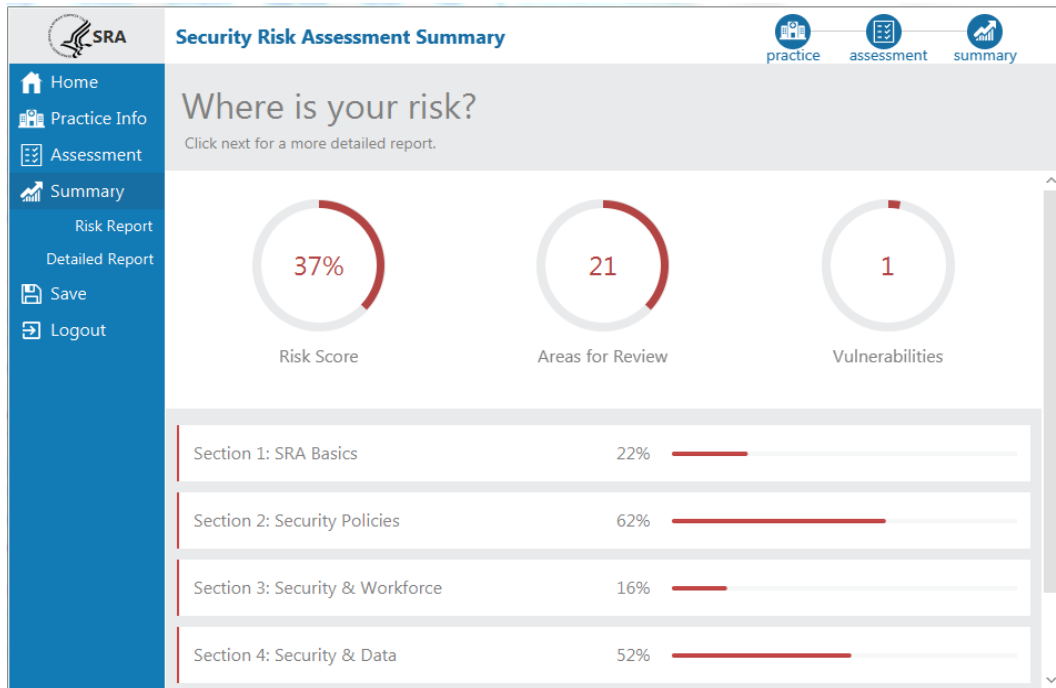 SRA
Security Risk Assessment Summary
practice
assessment
summary
Home
Practice Info
Assessment
Summary
Risk Report
Detailed Report
Save
Logout
Where is your risk?
Click next for a more detailed report.
37%
Risk Score
21
Areas for Review
1
Vulnerabilities
Section 1: SRA Basics 22%
Section 2: Security Policies 62%
Section 3: Security & Workforce 16%
Section 4: Security & Data 52%